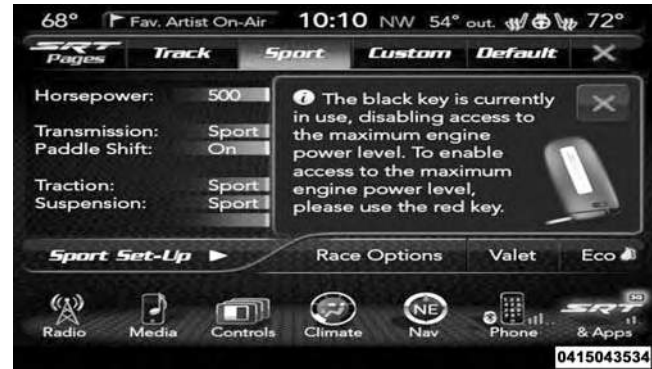 68° Fav. Artist On-Air 10:10 NW 54° out. 72°
SRT Pages Track Sport Custom Default
Horsepower: 500
Transmission: Sport
Paddle Shift: On
Traction: Sport
Suspension: Sport
The black key is currently
in use, disabling access to
the maximum engine
power level. To enable
access to the maximum
engine power level,
please use the red key.
Sport Set-Up Race Options Valet Eco
NE 3G SRT
Radio Media Controls Climate Nav Phone & Apps
0415043534